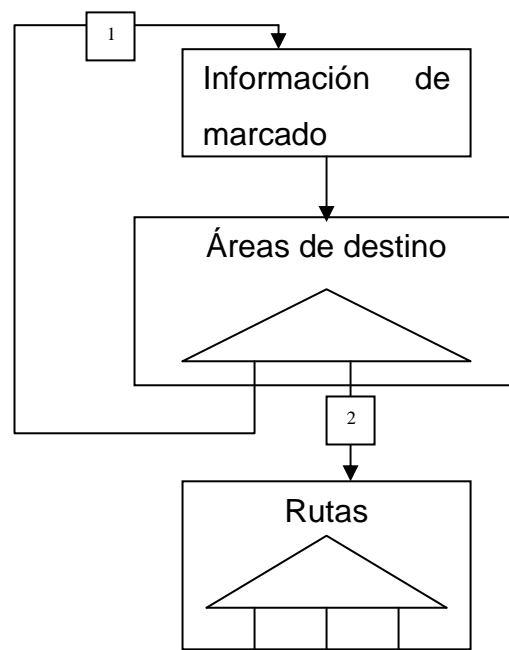 1
Información de
marcado
Áreas de destino
2
Rutas